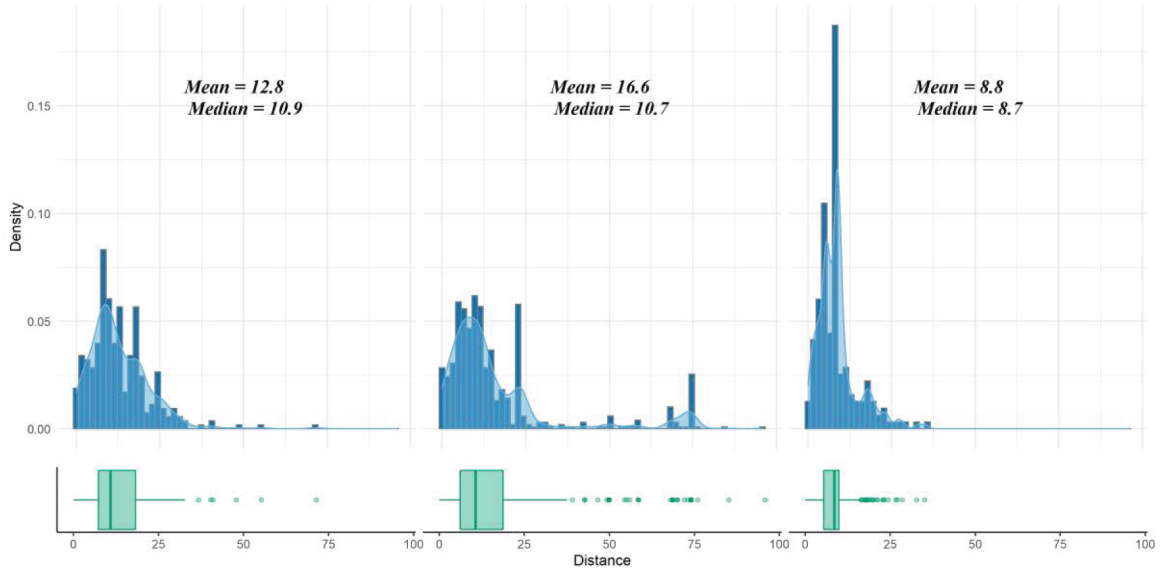 Mean = 12.8
Median = 10.9
Mean = 16.6
Median = 10.7
Mean = 8.8
Median = 8.7
0.15
0.10
0.05
0.00
Density
0 25 50 75 100 0 25 50 75 100 0 25 50 75 100
Distance